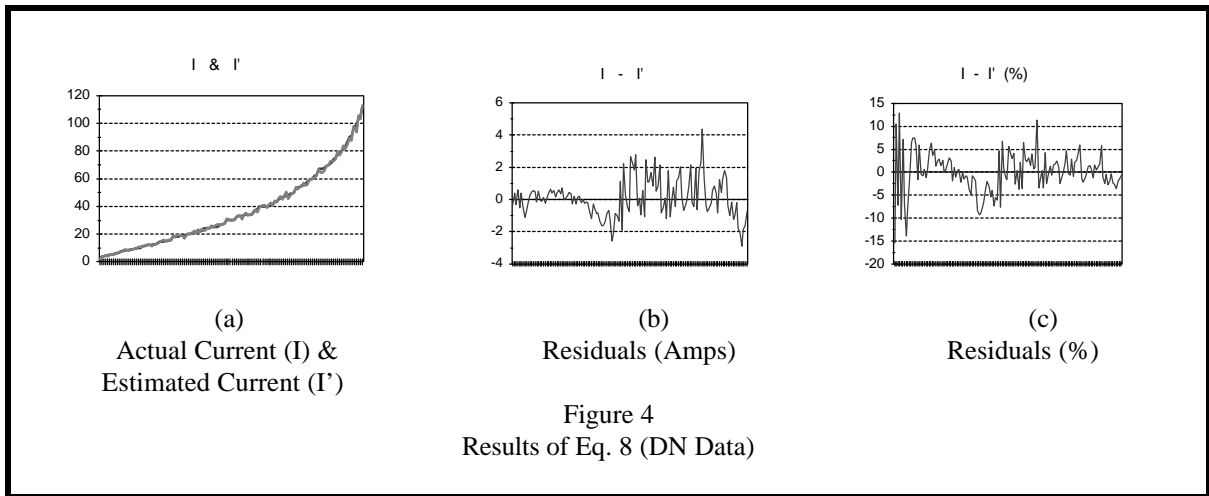 I & I'
120
100
80
60
40
20
0
(a)
Actual Current (I) &
Estimated Current (I’)
I - I'
6
4
2
0
-2
-4
(b)
Residuals (Amps)
I - I' (%)
15
10
5
0
-5
-10
-15
-20
(c)
Residuals (%)
Figure 4
Results of Eq. 8 (DN Data)